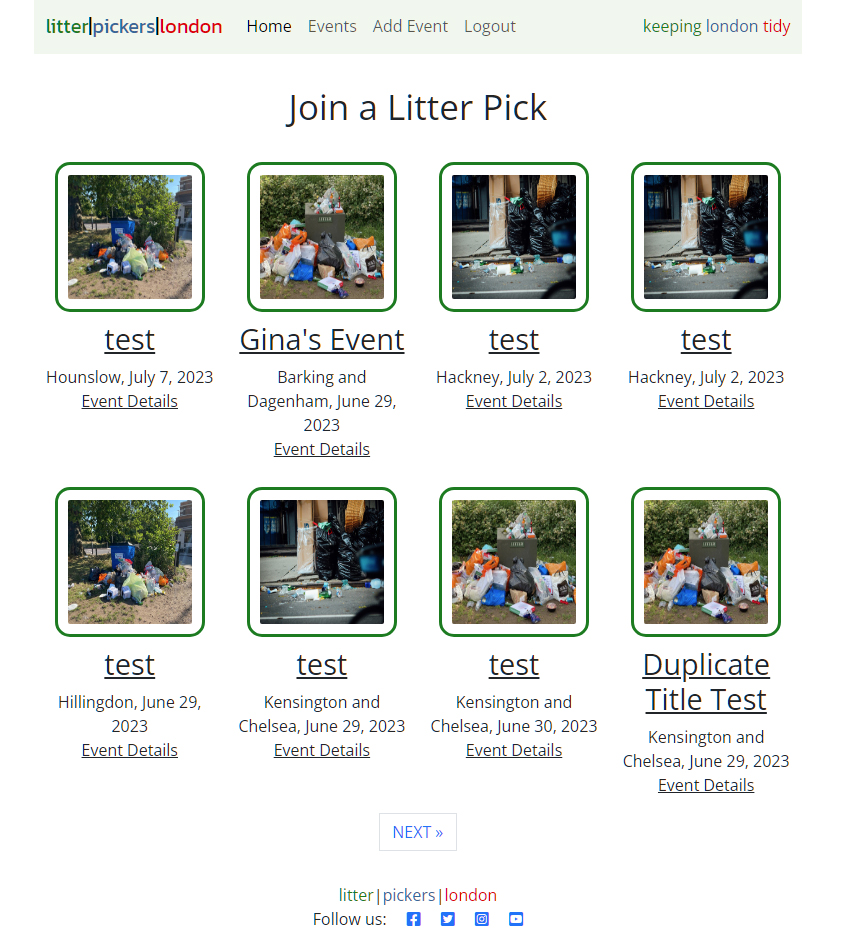 litter|pickers|london Home Events Add Event Logout keeping london tidy
Join a Litter Pick
test
Hounslow, July 7, 2023
Event Details
Gina's Event
Barking and
Dagenham, June 29,
2023
Event Details
test
Hackney, July 2, 2023
Event Details
test
Hackney, July 2, 2023
Event Details
test
Hillingdon, June 29,
2023
Event Details
test
Kensington and
Chelsea, June 29, 2023
Event Details
test
Kensington and
Chelsea, June 30, 2023
Event Details
Duplicate
Title Test
Kensington and
Chelsea, June 29, 2023
Event Details
NEXT »
litter|pickers|london
Follow us: